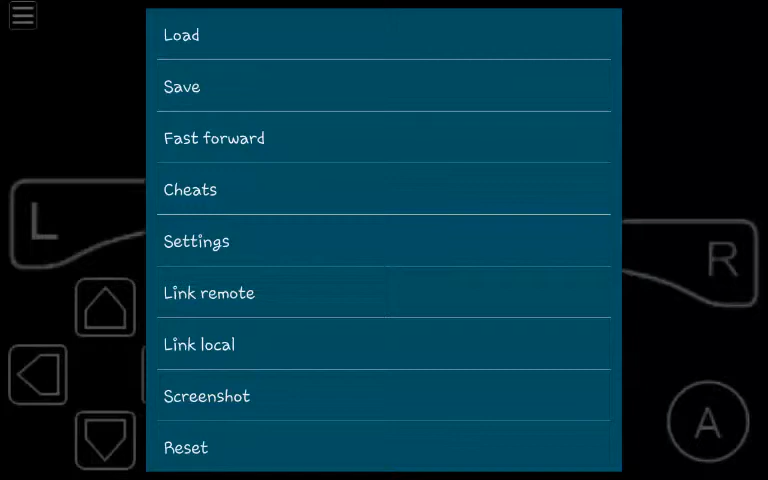 Load
Save
Fast forward
Cheats
L
Settings
R
Link remote
Link local
Screenshot
A
Reset